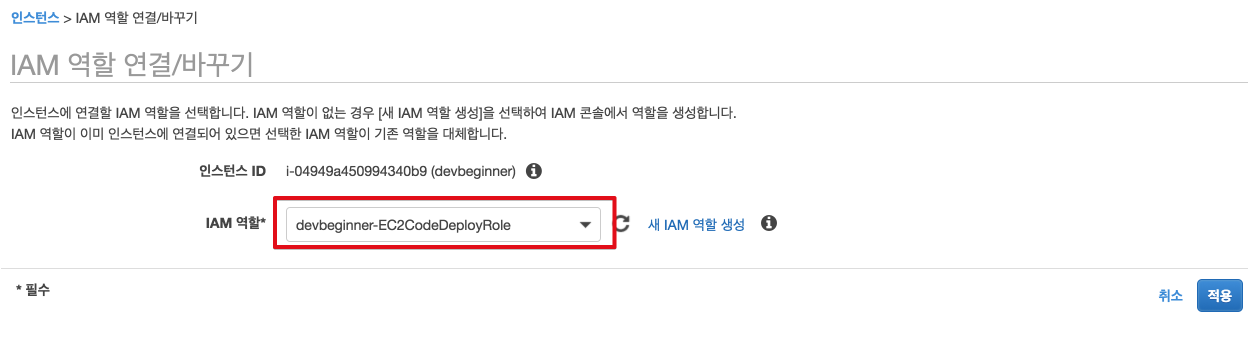 인스턴스 > IAM 역할 연결/바꾸기
IAM 역할 연결/바꾸기
인스턴스에 연결할 IAM 역할을 선택합니다. IAM 역할이 없는 경우 [새 IAM 역할 생성]을 선택하여 IAM 콘솔에서 역할을 생성합니다.
IAM 역할이 이미 인스턴스에 연결되어 있으면 선택한 IAM 역할이 기존 역할을 대체합니다.
인스턴스 ID i-04949a450994340b9 (devbeginner)
IAM 역할* devbeginner-EC2CodeDeployRole 새 IAM 역할 생성
* 필수
취소 적용